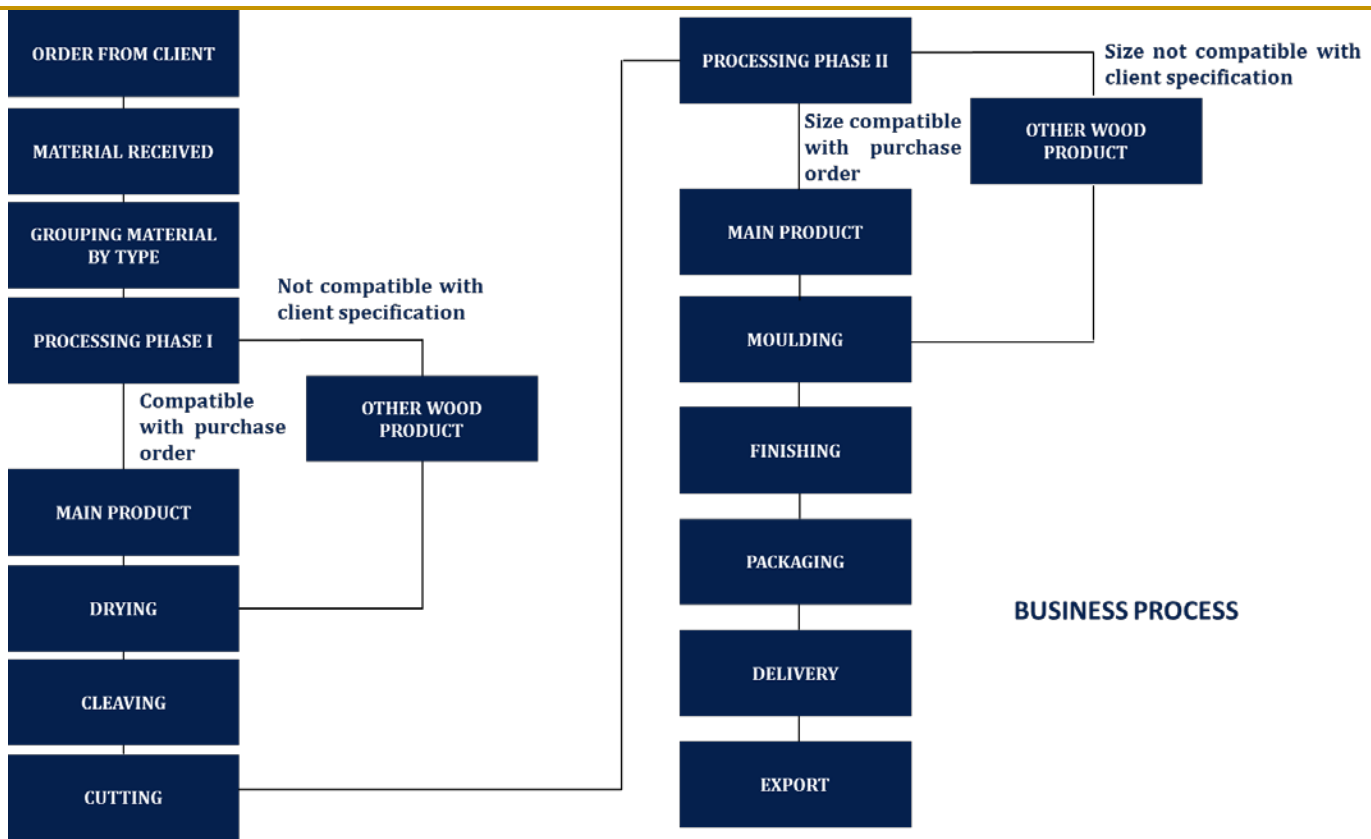 ORDER FROM CLIENT
MATERIAL RECEIVED
GROUPING MATERIAL
BY TYPE
PROCESSING PHASE I
Not compatible with
client specification
Compatible
with purchase
order
OTHER WOOD
PRODUCT
MAIN PRODUCT
DRYING
CLEAVING
CUTTING
PROCESSING PHASE II
Size not compatible with
client specification
Size compatible
with purchase
order
OTHER WOOD
PRODUCT
MAIN PRODUCT
MOULDING
FINISHING
PACKAGING
DELIVERY
EXPORT
BUSINESS PROCESS